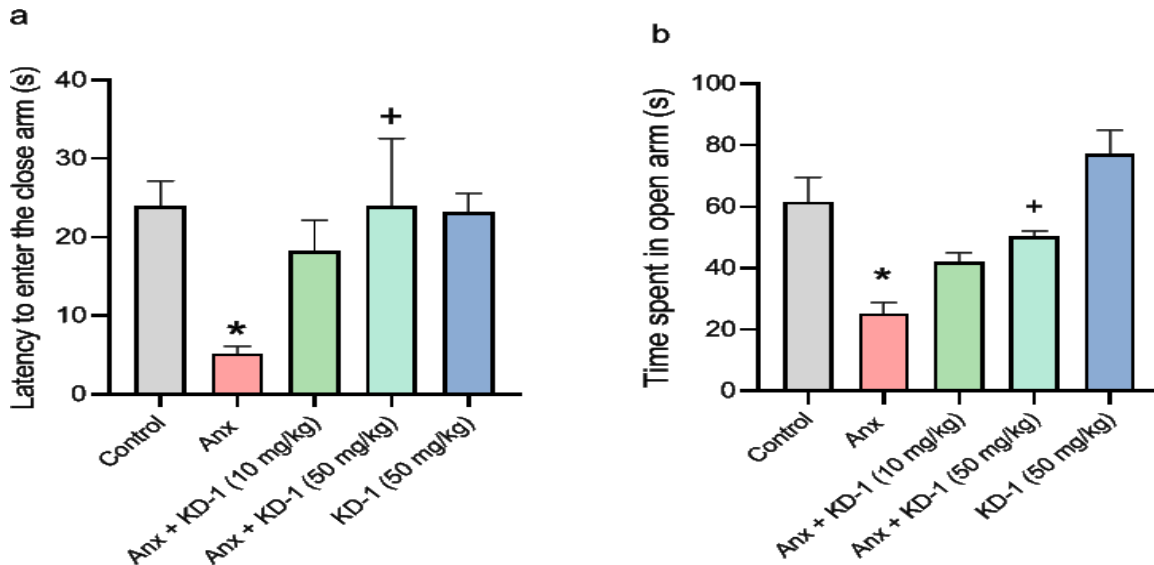 a
Latency to enter the close arm (s)
40
30
20
10
0
+
*
Control
Anx
Anx + KD-1 (10 mg/kg)
Anx + KD-1 (50 mg/kg)
KD-1 (50 mg/kg)
b
Time spent in open arm (s)
100
80
60
40
20
0
*
+
Control
Anx
Anx + KD-1 (10 mg/kg)
Anx + KD-1 (50 mg/kg)
KD-1 (50 mg/kg)